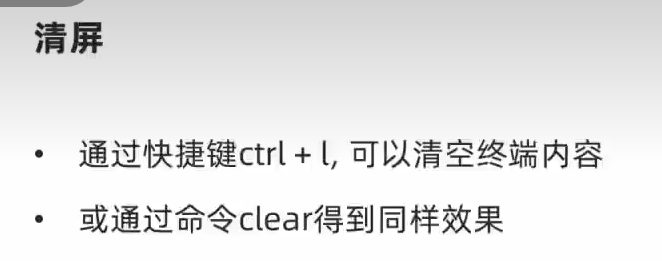 清屏
• 通过快捷键ctrl + l, 可以清空终端内容
• 或通过命令clear得到同样效果